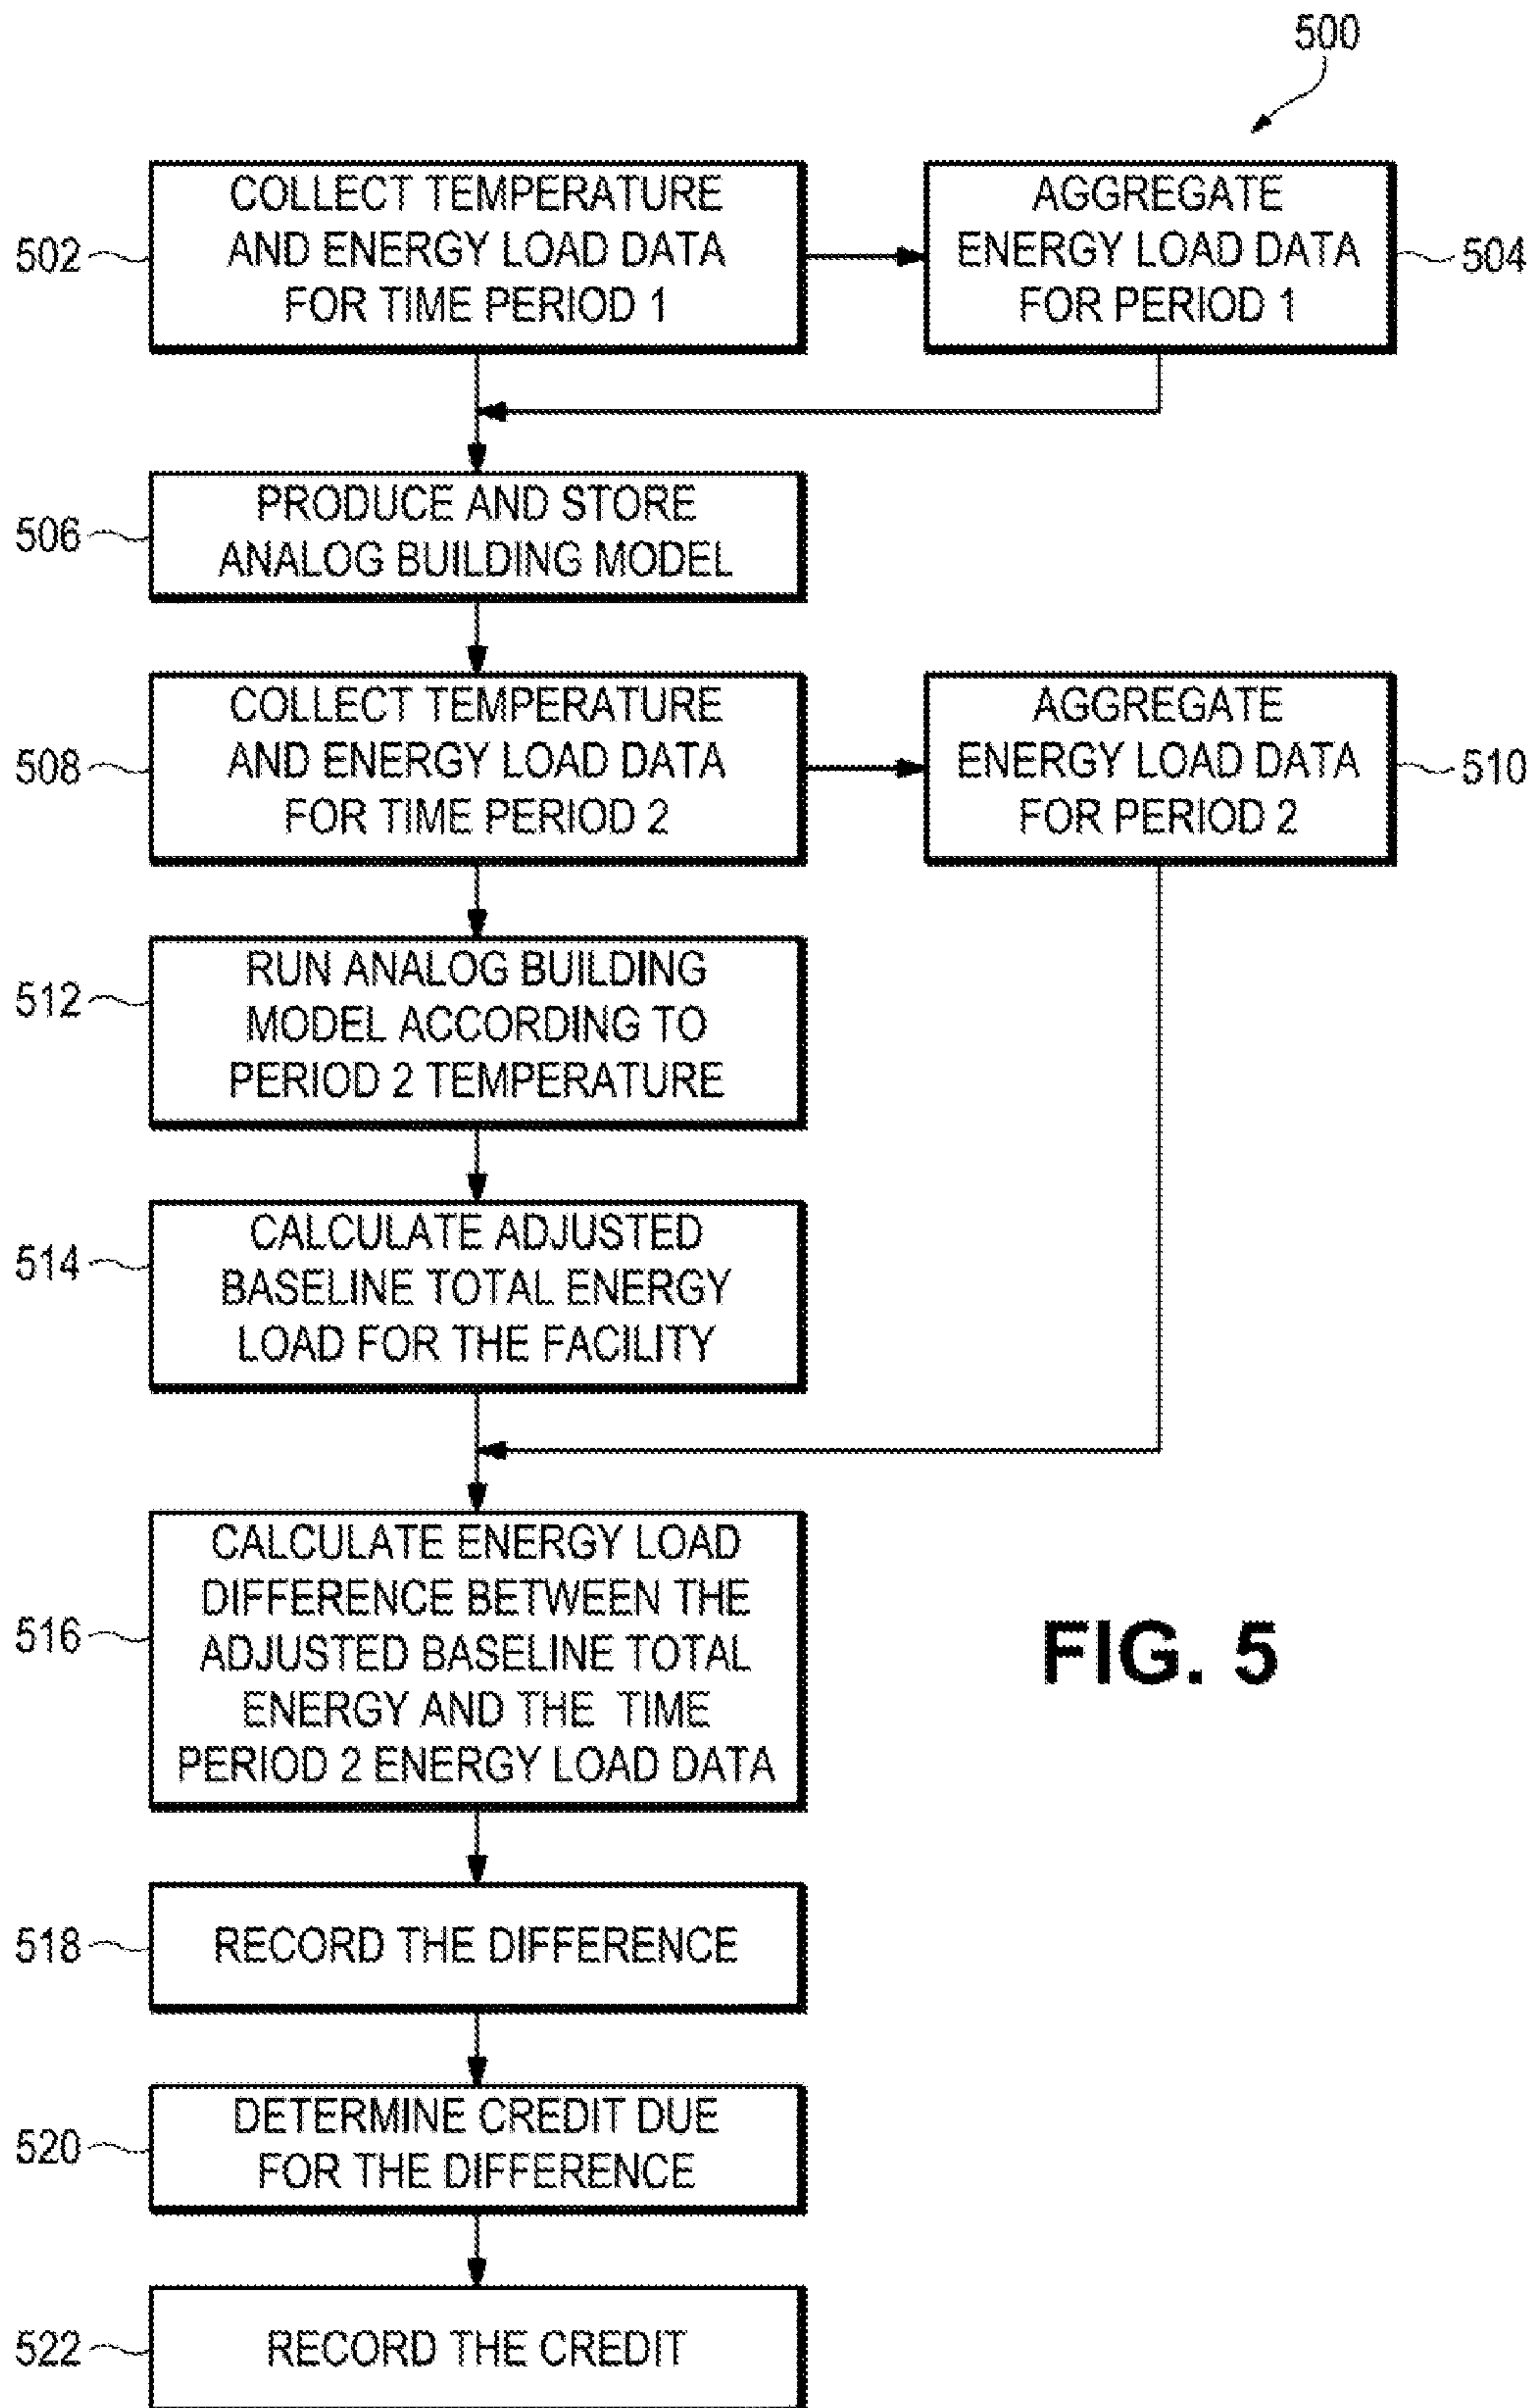 500
COLLECT TEMPERATURE
AND ENERGY LOAD DATA
FOR TIME PERIOD 1
502
AGGREGATE
ENERGY LOAD DATA
FOR PERIOD 1
504
PRODUCE AND STORE
ANALOG BUILDING MODEL
506
COLLECT TEMPERATURE
AND ENERGY LOAD DATA
FOR TIME PERIOD 2
508
AGGREGATE
ENERGY LOAD DATA
FOR PERIOD 2
510
RUN ANALOG BUILDING
MODEL ACCORDING TO
PERIOD 2 TEMPERATURE
512
CALCULATE ADJUSTED
BASELINE TOTAL ENERGY
LOAD FOR THE FACILITY
514
CALCULATE ENERGY LOAD
DIFFERENCE BETWEEN THE
ADJUSTED BASELINE TOTAL
ENERGY AND THE TIME
PERIOD 2 ENERGY LOAD DATA
516
FIG. 5
RECORD THE DIFFERENCE
518
DETERMINE CREDIT DUE
FOR THE DIFFERENCE
520
RECORD THE CREDIT
522